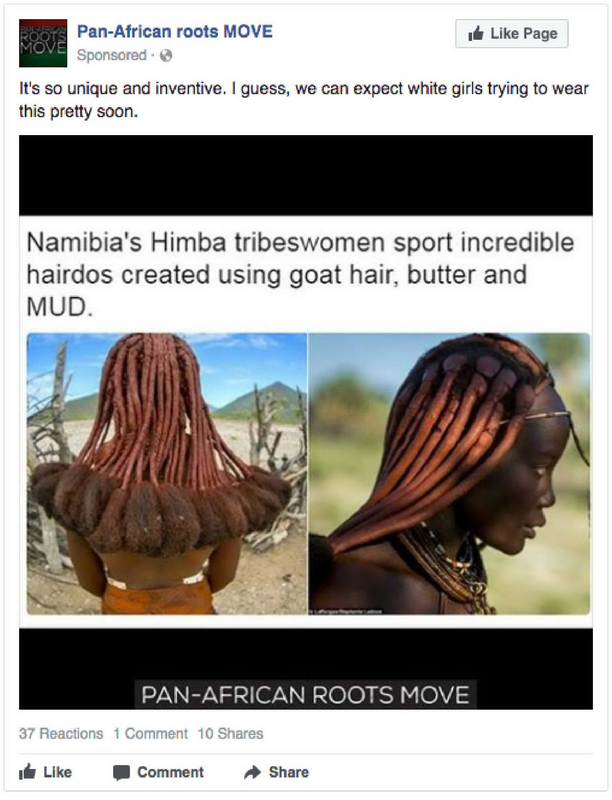 PAN-AFRICAN
ROOTS
MOVE
Pan-African roots MOVE
Sponsored ·
Like Page
It's so unique and inventive. I guess, we can expect white girls trying to wear
this pretty soon.
Namibia's Himba tribeswomen sport incredible
hairdos created using goat hair, butter and
MUD.
PAN-AFRICAN ROOTS MOVE
37 Reactions 1 Comment 10 Shares
Like Comment Share